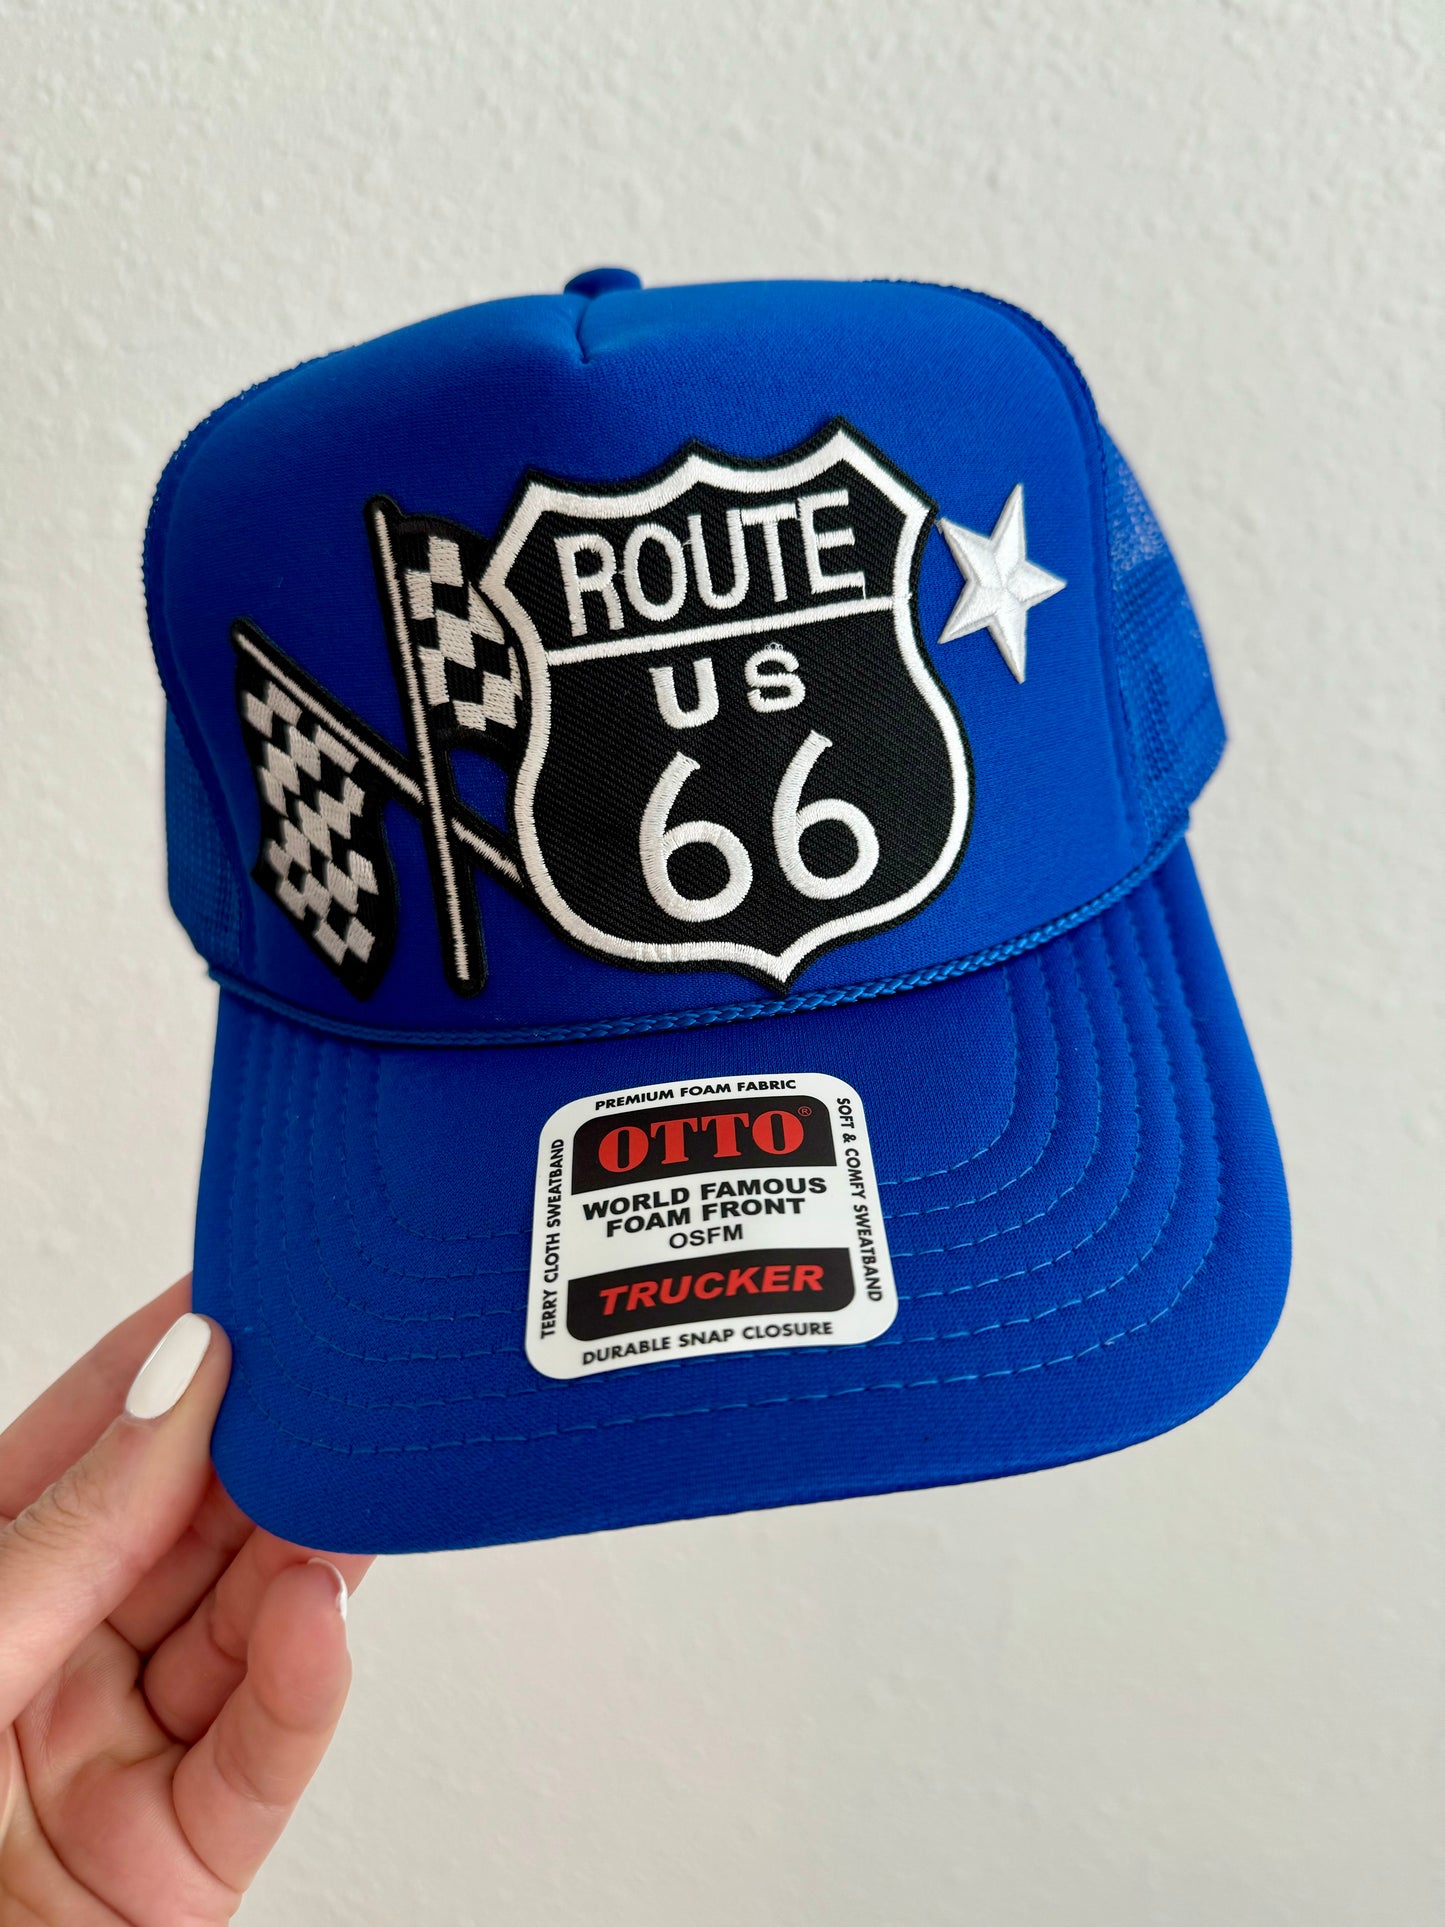 ROUTE
US
66
PREMIUM FOAM FABRIC
OTTO®
WORLD FAMOUS
FOAM FRONT
OSFM
TRUCKER
DURABLE SNAP CLOSURE
TERRY CLOTH SWEATBAND
SOFT & COMFY SWEATBAND